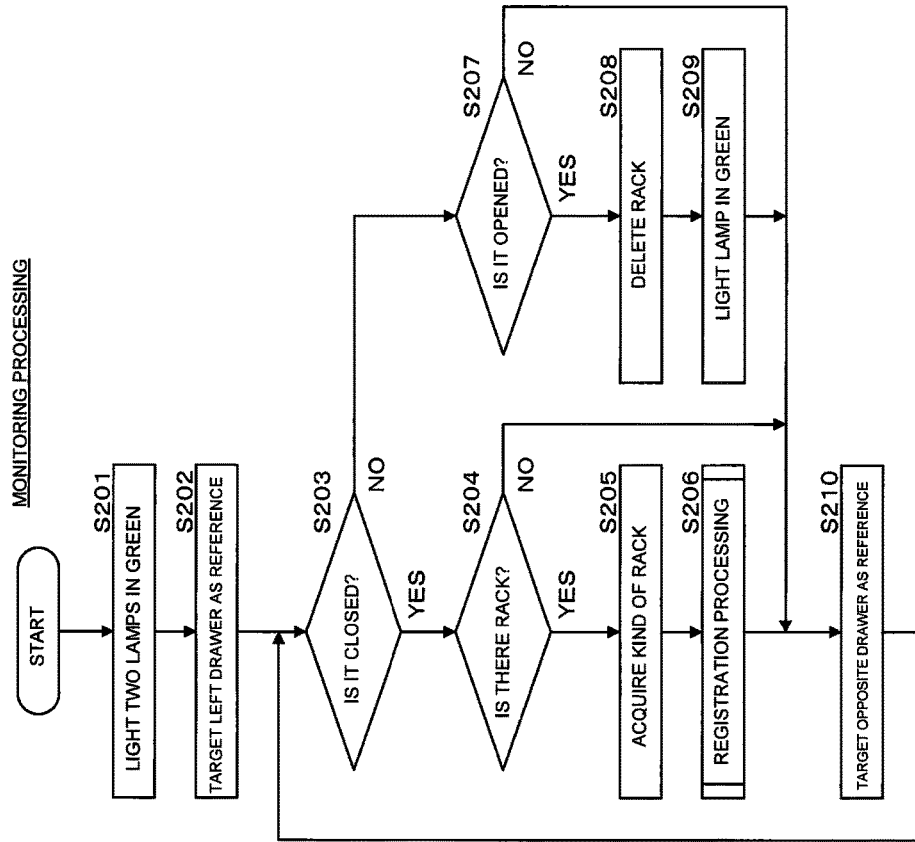 MONITORING PROCESSING
START
S201
LIGHT TWO LAMPS IN GREEN
S202
TARGET LEFT DRAWER AS REFERENCE
S203
IS IT CLOSED?
NO
YES
S204
IS THERE RACK?
NO
YES
S205
ACQUIRE KIND OF RACK
S206
REGISTRATION PROCESSING
S207
IS IT OPENED?
NO
YES
S208
DELETE RACK
S209
LIGHT LAMP IN GREEN
S210
TARGET OPPOSITE DRAWER AS REFERENCE